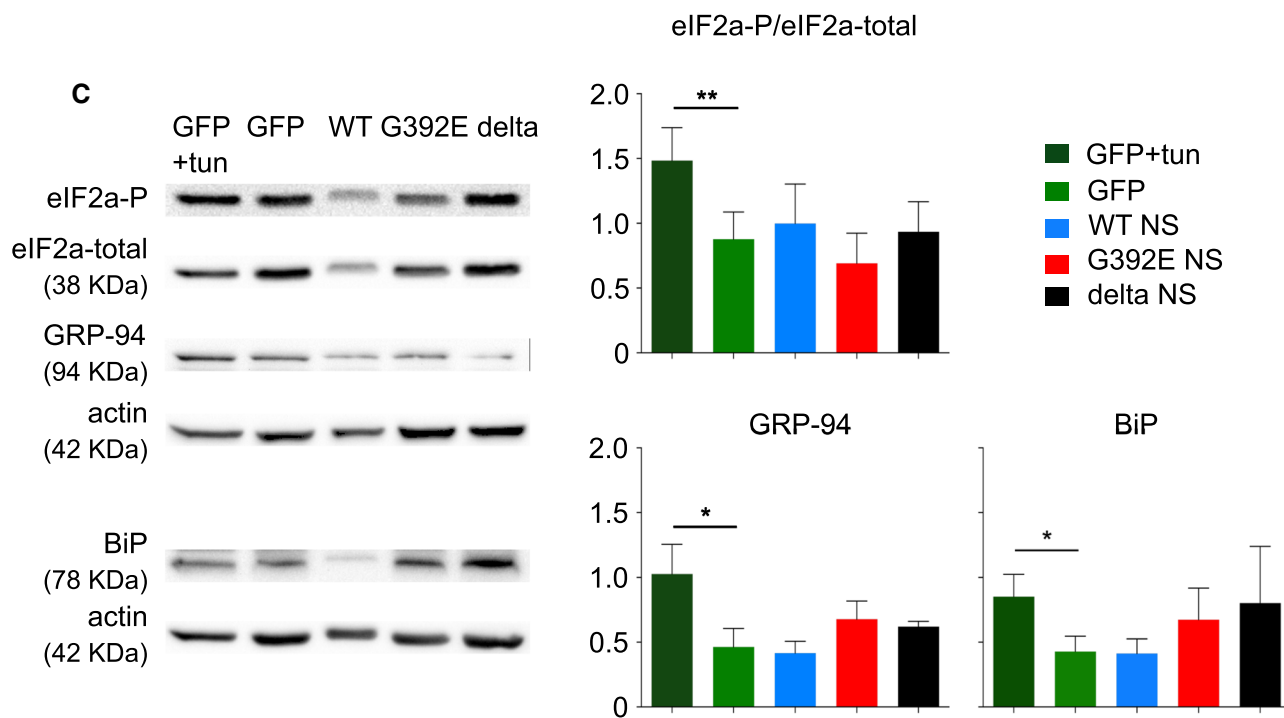 eIF2a-P/eIF2a-total
C
GFP GFP WT G392E delta
+tun
eIF2a-P
eIF2a-total
(38 KDa)
GRP-94
(94 KDa)
actin
(42 KDa)
BiP
(78 KDa)
actin
(42 KDa)
2.0
1.5
1.0
0.5
0
**
GFP+tun
GFP
WT NS
G392E NS
delta NS
GRP-94
2.0
1.5
1.0
0.5
0
*
BiP
*